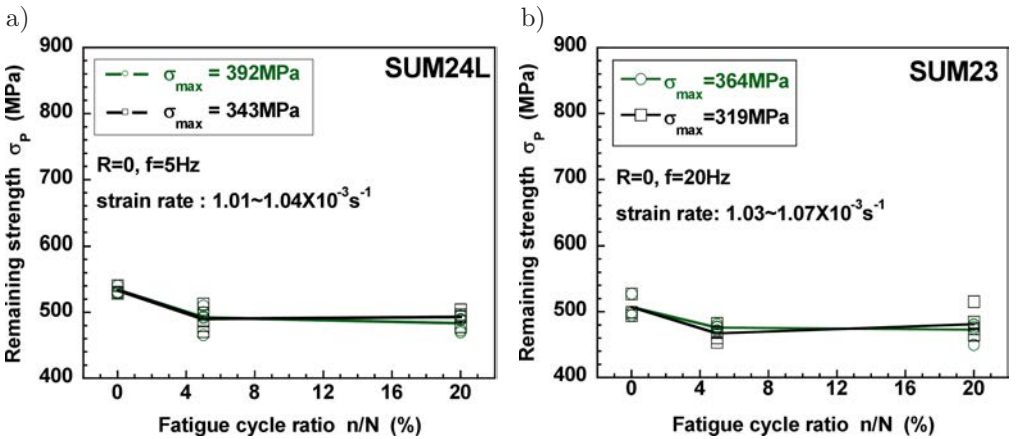 a)
900
800
700
600
500
400
Remaining strength σP (MPa)
SUM24L
σmax = 392MPa
σmax = 343MPa
R=0, f=5Hz
strain rate : 1.01~1.04X10⁻³s⁻¹
0 4 8 12 16 20
Fatigue cycle ratio n/N (%)
b)
900
800
700
600
500
400
Remaining strength σP (MPa)
SUM23
σmax=364MPa
σmax=319MPa
R=0, f=20Hz
strain rate: 1.03~1.07X10⁻³s⁻¹
0 4 8 12 16 20
Fatigue cycle ratio n/N (%)